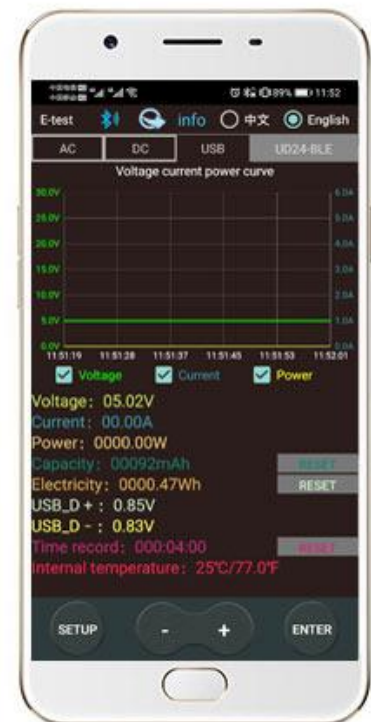 89% 11:52
E-test info 中文 English
AC DC USB UD24-BLE
Voltage current power curve
30.0V 6.0A
25.0V 5.0A
20.0V 4.0A
15.0V 3.0A
10.0V 2.0A
5.0V 1.0A
0.0V 0.0A
11:51:19 11:51:28 11:51:37 11:51:45 11:51:53 11:52:01
Voltage Current Power
Voltage: 05.02V
Current: 00.00A
Power: 0000.00W
Capacity: 00092mAh RESET
Electricity: 0000.47Wh RESET
USB_D + : 0.85V
USB_D - : 0.83V
Time record: 000:04:00 RESET
Internal temperature: 25℃/77.0℉
SETUP - + ENTER